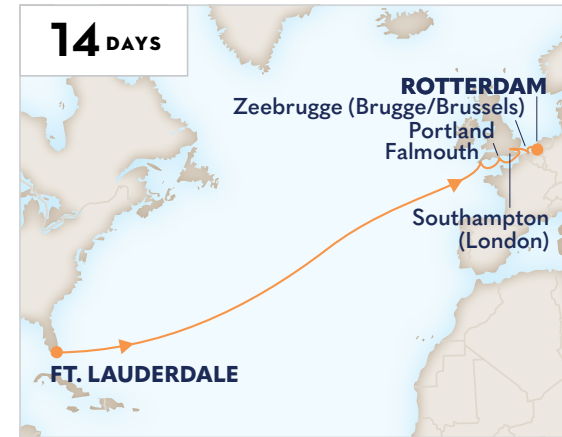 14 DAYS
ROTTERDAM
Zeebrugge (Brugge/Brussels)
Portland
Falmouth
Southampton
(London)
FT. LAUDERDALE